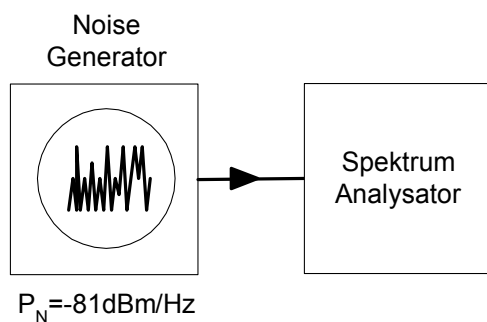 Noise
Generator
Spektrum
Analysator
P_N=-81dBm/Hz